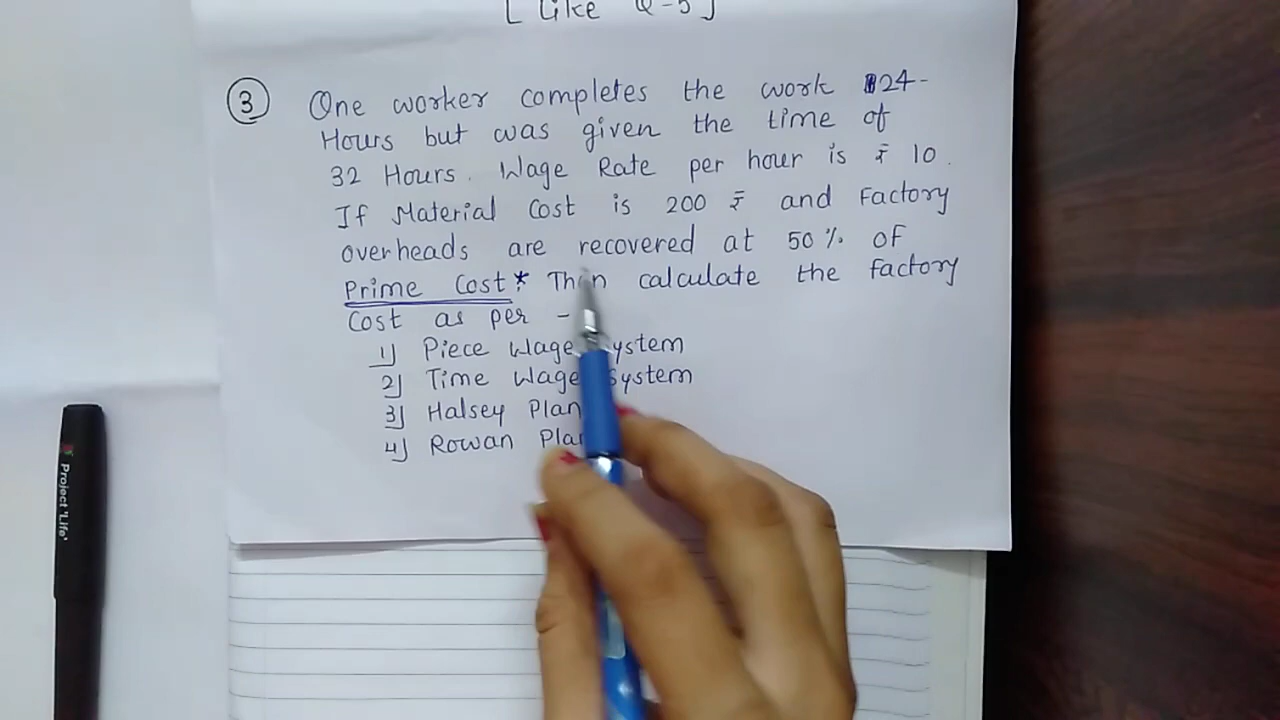 [ Like Q-5 ]
③ One worker completes the work 24-
Hours but was given the time of
32 Hours. Wage Rate per hour is ₹ 10.
If Material Cost is 200 ₹ and Factory
overheads are recovered at 50% of
Prime Cost * Then calculate the factory
Cost as per -
1) Piece Wage System
2) Time Wage System
3) Halsey Plan
4) Rowan Plan
Project 'Life'